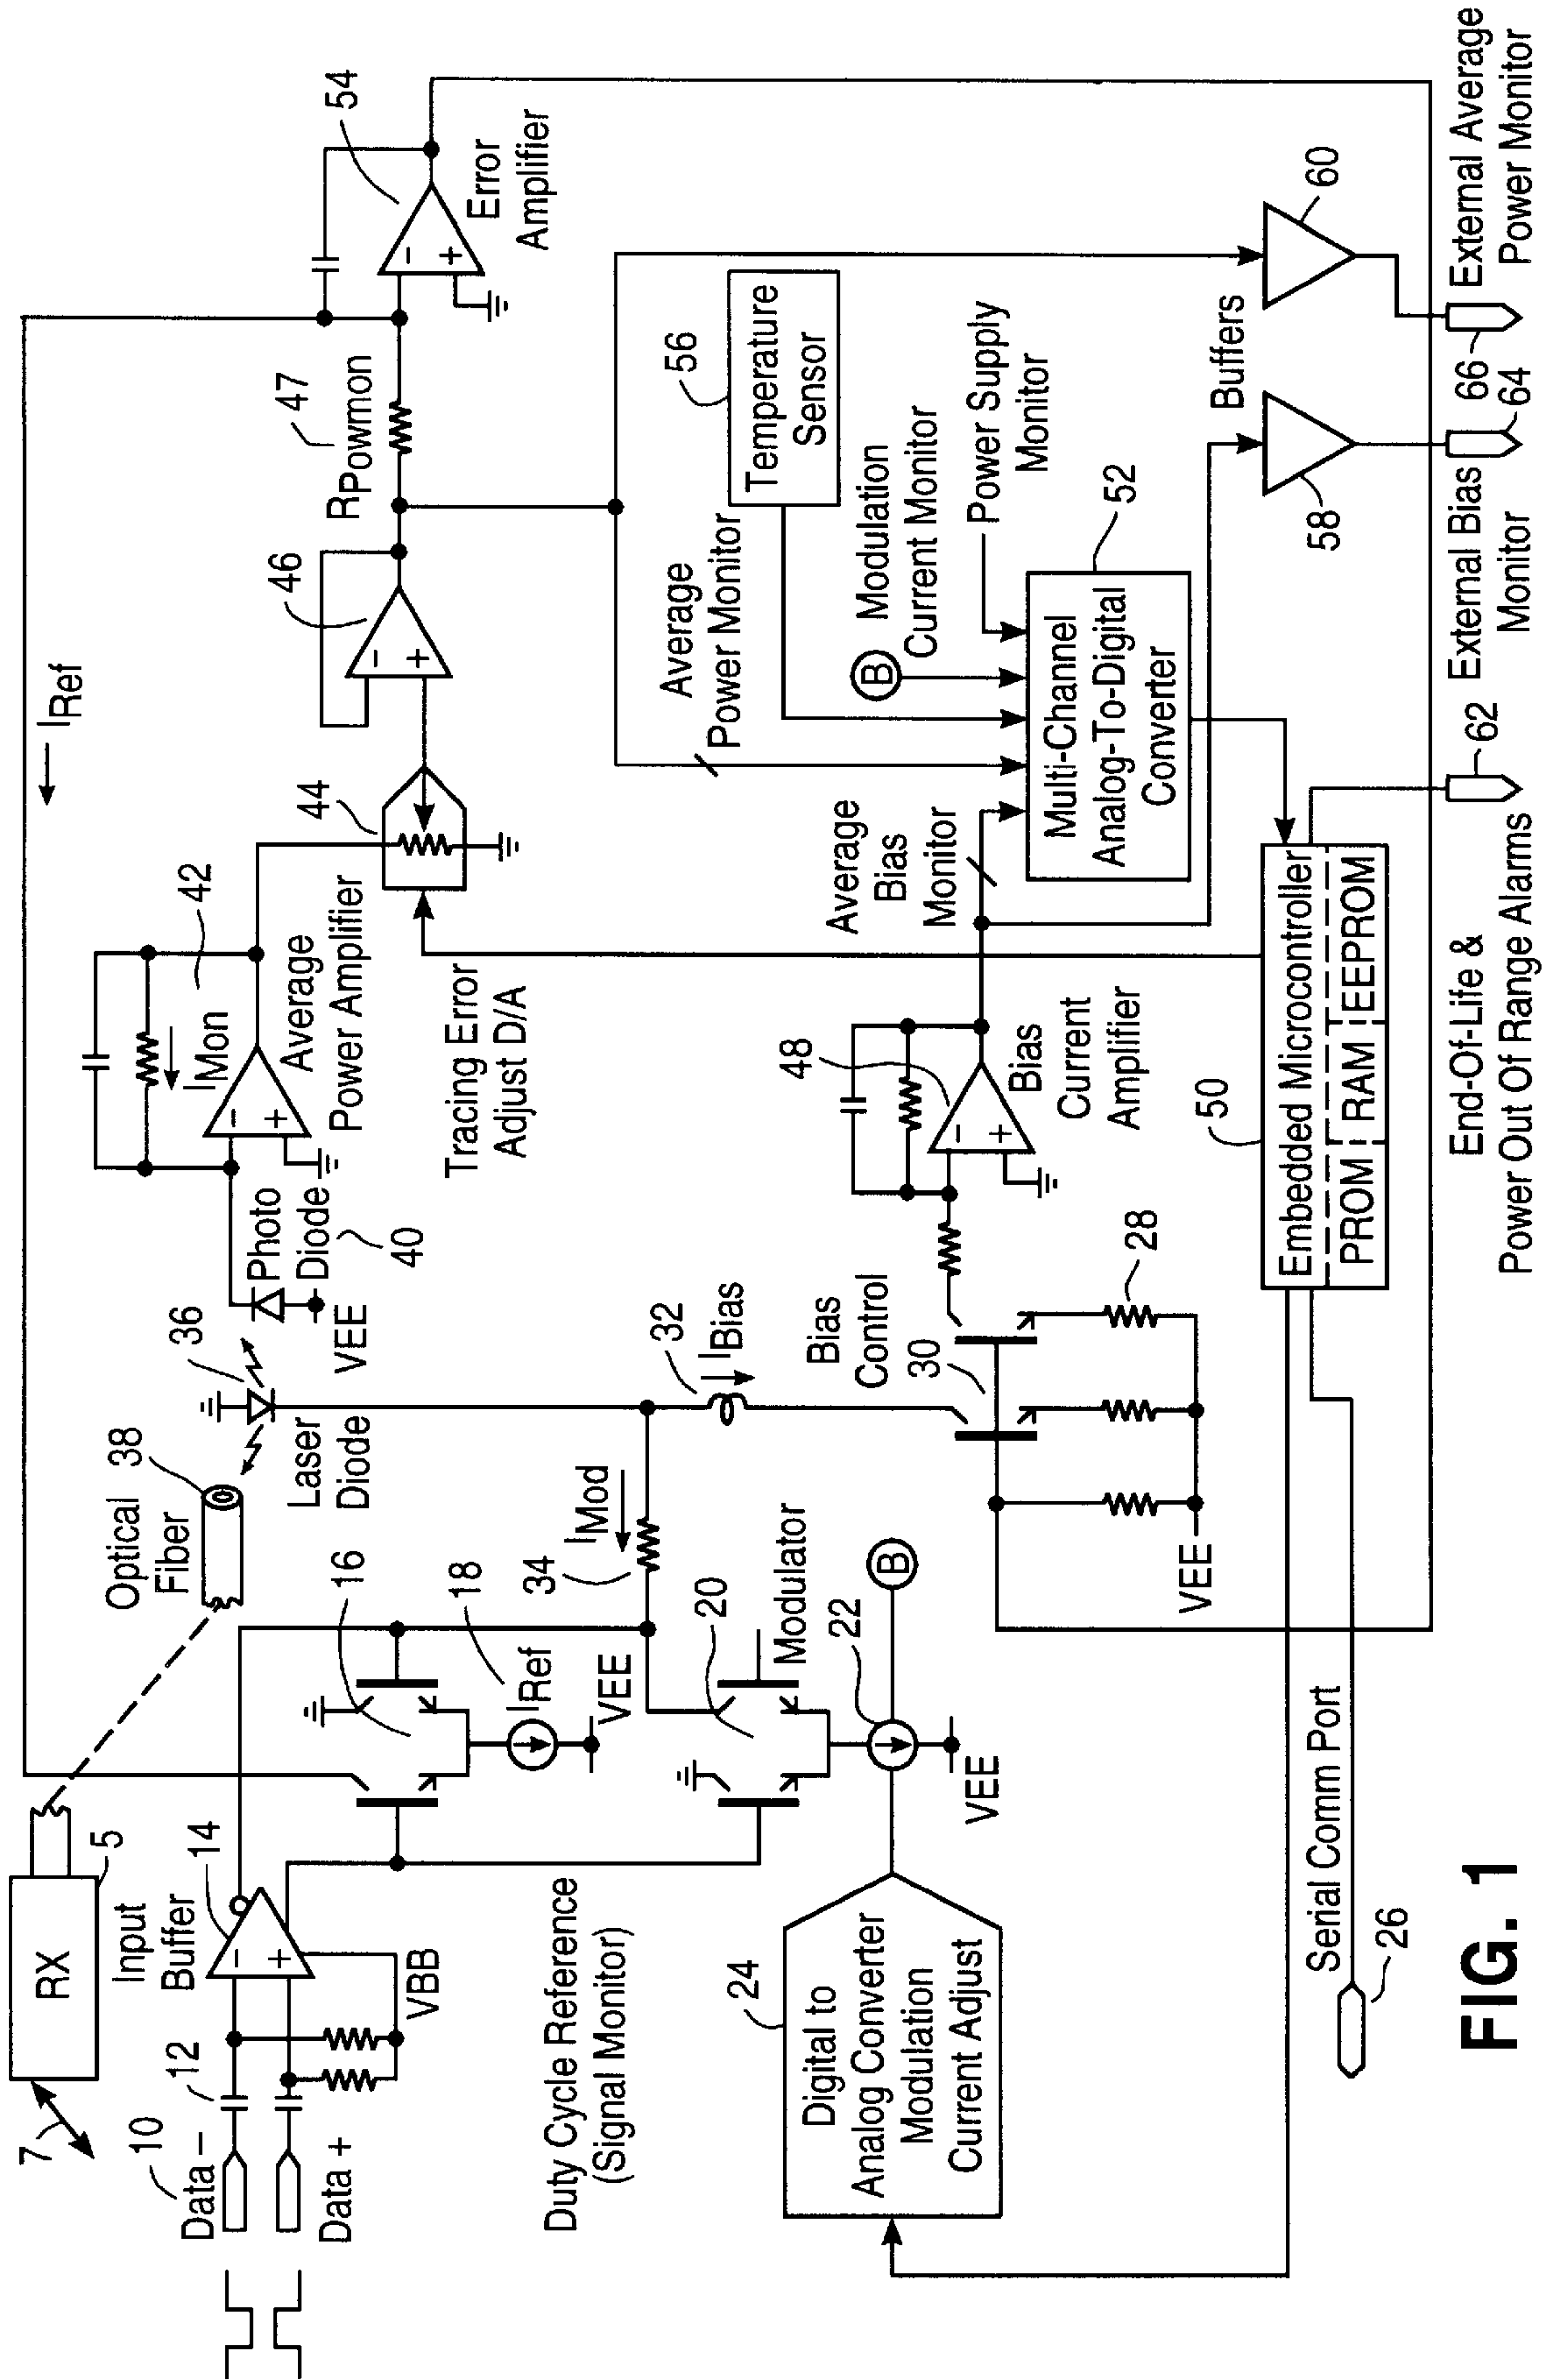 RX
5
7
10
Data –
Data +
12
Input
Buffer
14
VBB
Duty Cycle Reference
(Signal Monitor)
Optical
Fiber
38
16
18
IRef
VEE
20
Modulator
22
B
VEE
24
Digital to
Analog Converter
Modulation
Current Adjust
26
Serial Comm Port
34
IMod
36
Laser
Diode
32
IBias
Bias
Control
30
28
VEE
Photo
Diode
40
VEE
IMon
42
Average
Power Amplifier
Tracing Error
Adjust D/A
44
IRef
46
47
RPowmon
54
Error
Amplifier
48
Bias
Current
Amplifier
Average
Bias
Monitor
Average
Power Monitor
56
Temperature
Sensor
B
Modulation
Current Monitor
Power Supply
Monitor
52
Multi-Channel
Analog-To-Digital
Converter
50
Embedded Microcontroller
PROM
RAM
EEPROM
Buffers
58
60
62
End-Of-Life &
Power Out Of Range Alarms
64
External Bias
Monitor
66
External Average
Power Monitor
– +
– +
– +
– +
– +
FIG. 1